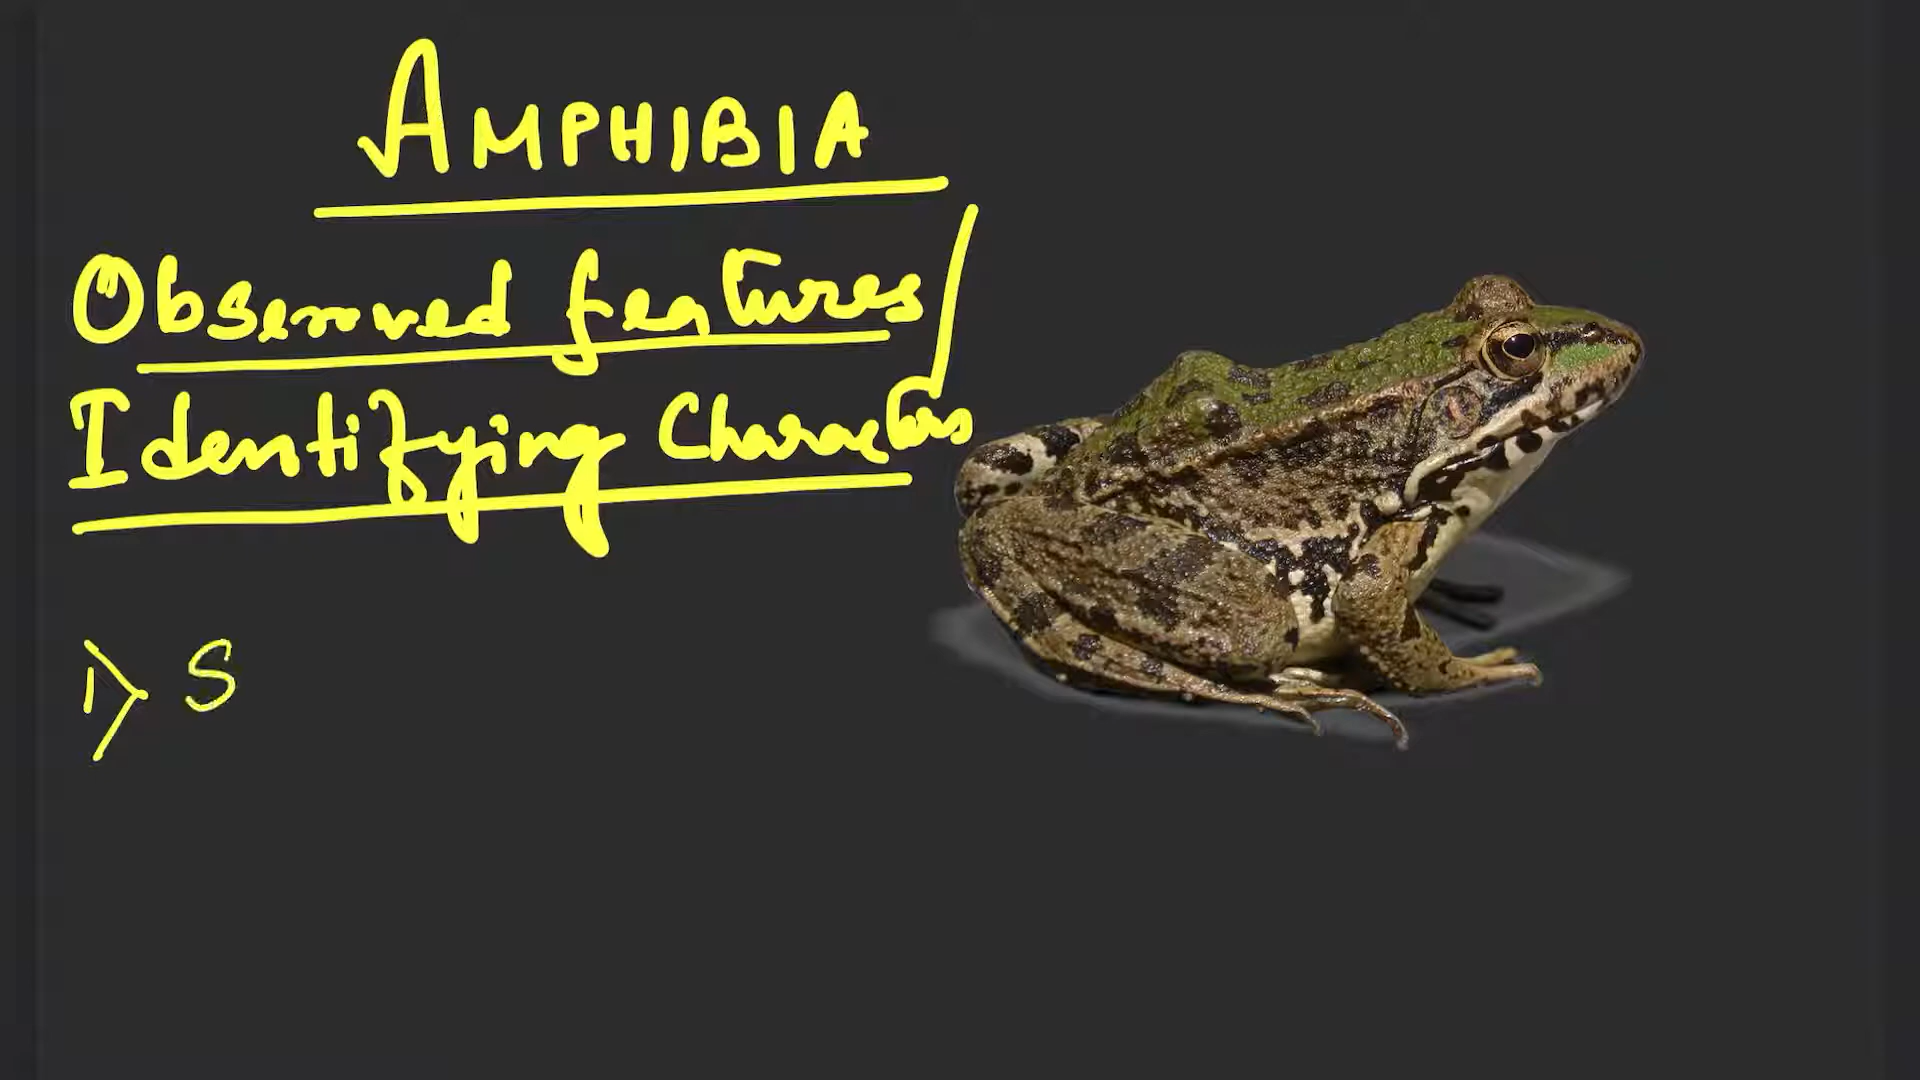 AMPHIBIA
Observed features/
Identifying Characters
1> S